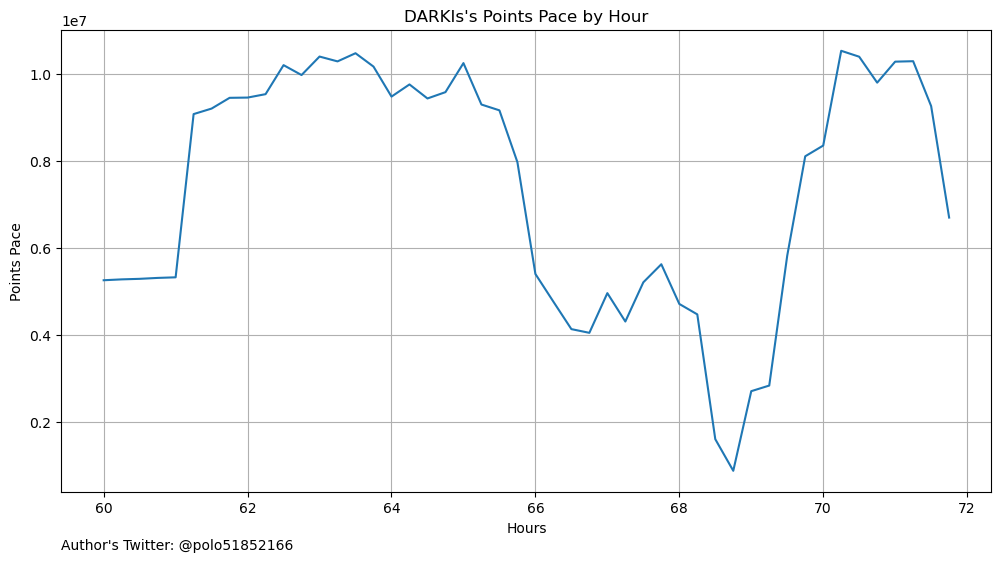 DARKIs's Points Pace by Hour
1e7
1.0
0.8
0.6
0.4
0.2
Points Pace
60 62 64 66 68 70 72
Hours
Author's Twitter: @polo51852166